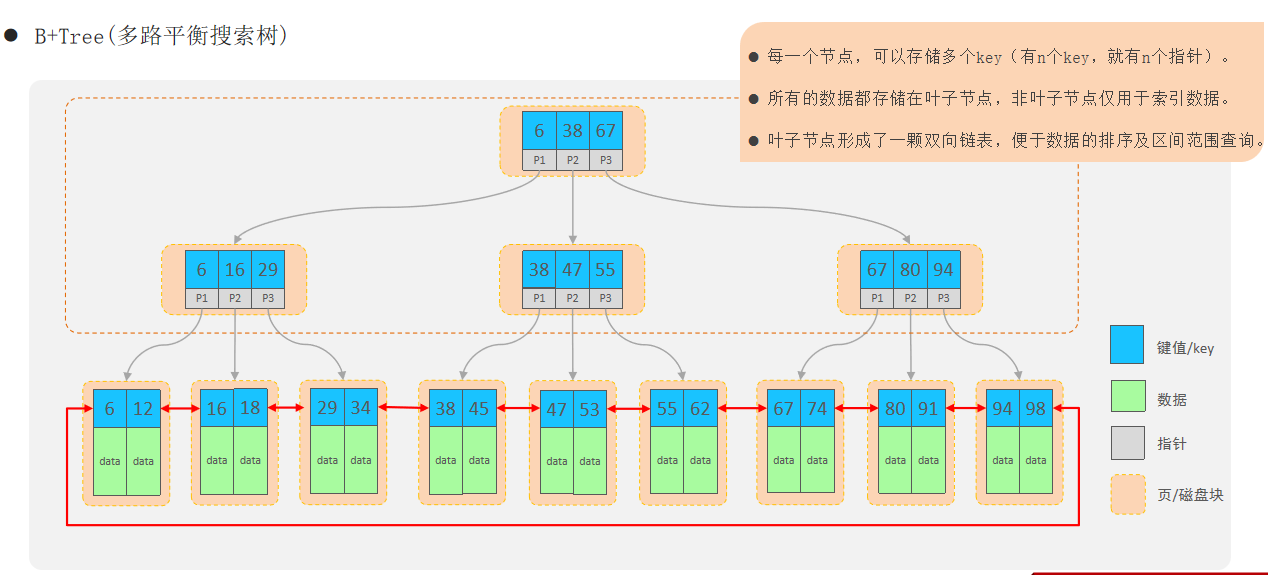 ● B+Tree(多路平衡搜索树)
● 每一个节点，可以存储多个key（有n个key，就有n个指针）。
● 所有的数据都存储在叶子节点，非叶子节点仅用于索引数据。
● 叶子节点形成了一颗双向链表，便于数据的排序及区间范围查询。
6 38 67
P1 P2 P3
6 16 29 38 47 55 67 80 94
P1 P2 P3 P1 P2 P3 P1 P2 P3
6 12 16 18 29 34 38 45 47 53 55 62 67 74 80 91 94 98
data data data data data data data data data data data data data data data data data data
键值/key
数据
指针
页/磁盘块